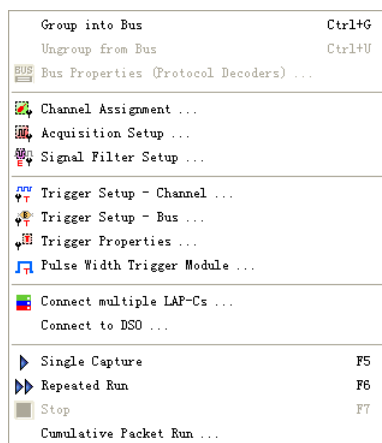 Group into Bus Ctrl+G
Ungroup from Bus Ctrl+U
BUS Bus Properties (Protocol Decoders) ...
Channel Assignment ...
Acquisition Setup ...
E Signal Filter Setup ...
T Trigger Setup - Channel ...
T Trigger Setup - Bus ...
Trigger Properties ...
T Pulse Width Trigger Module ...
Connect multiple LAP-Cs ...
Connect to DSO ...
Single Capture F5
Repeated Run F6
Stop F7
Cumulative Packet Run ...